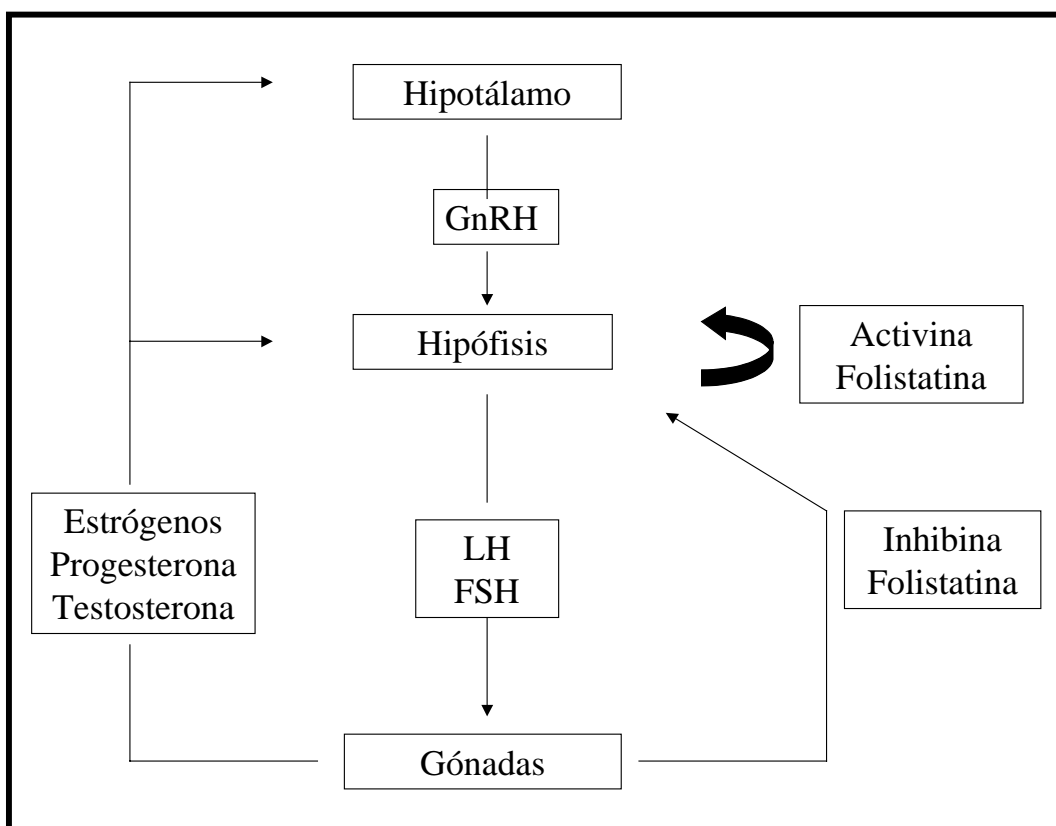 Hipotálamo
GnRH
Hipófisis
Activina
Folistatina
Estrógenos
Progesterona
Testosterona
LH
FSH
Inhibina
Folistatina
Gónadas